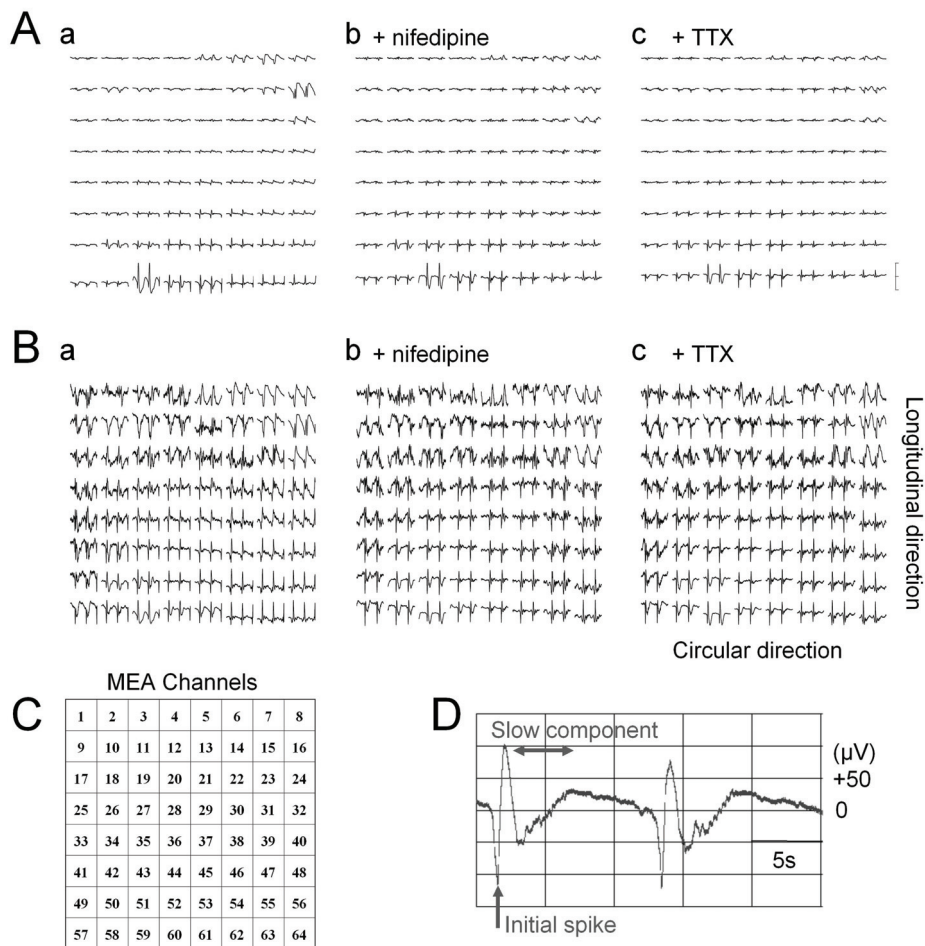 A
a
b + nifedipine
c + TTX
B
a
b + nifedipine
c + TTX
Longitudinal direction
Circular direction
C
MEA Channels
1 2 3 4 5 6 7 8
9 10 11 12 13 14 15 16
17 18 19 20 21 22 23 24
25 26 27 28 29 30 31 32
33 34 35 36 37 38 39 40
41 42 43 44 45 46 47 48
49 50 51 52 53 54 55 56
57 58 59 60 61 62 63 64
D
Slow component
(µV)
+50
0
5s
Initial spike